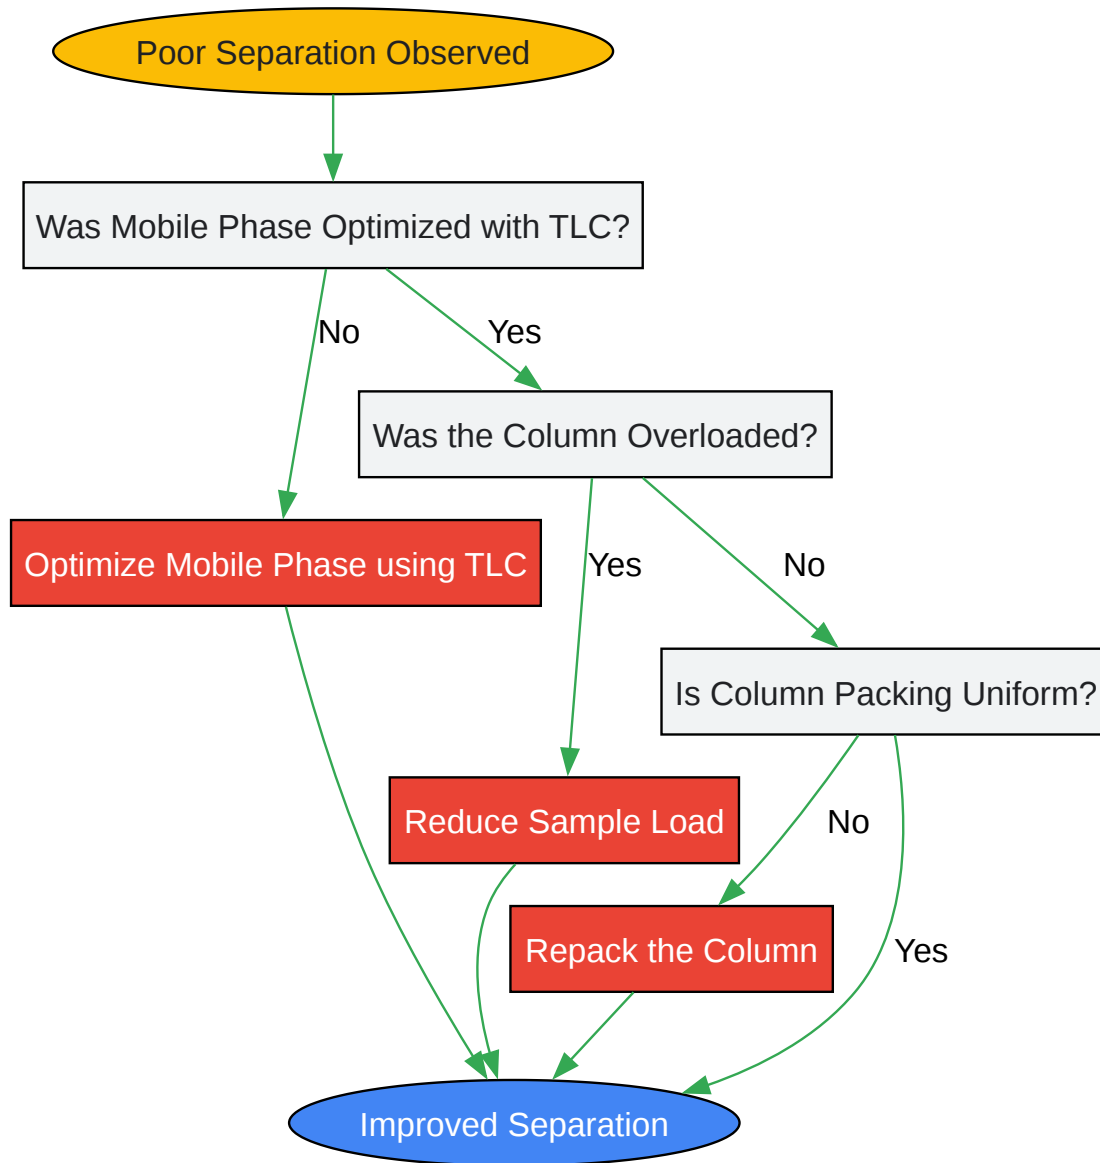 Poor Separation Observed
Was Mobile Phase Optimized with TLC?
No
Yes
Was the Column Overloaded?
Optimize Mobile Phase using TLC
Yes
No
Is Column Packing Uniform?
Reduce Sample Load
No
Repack the Column
Yes
Improved Separation